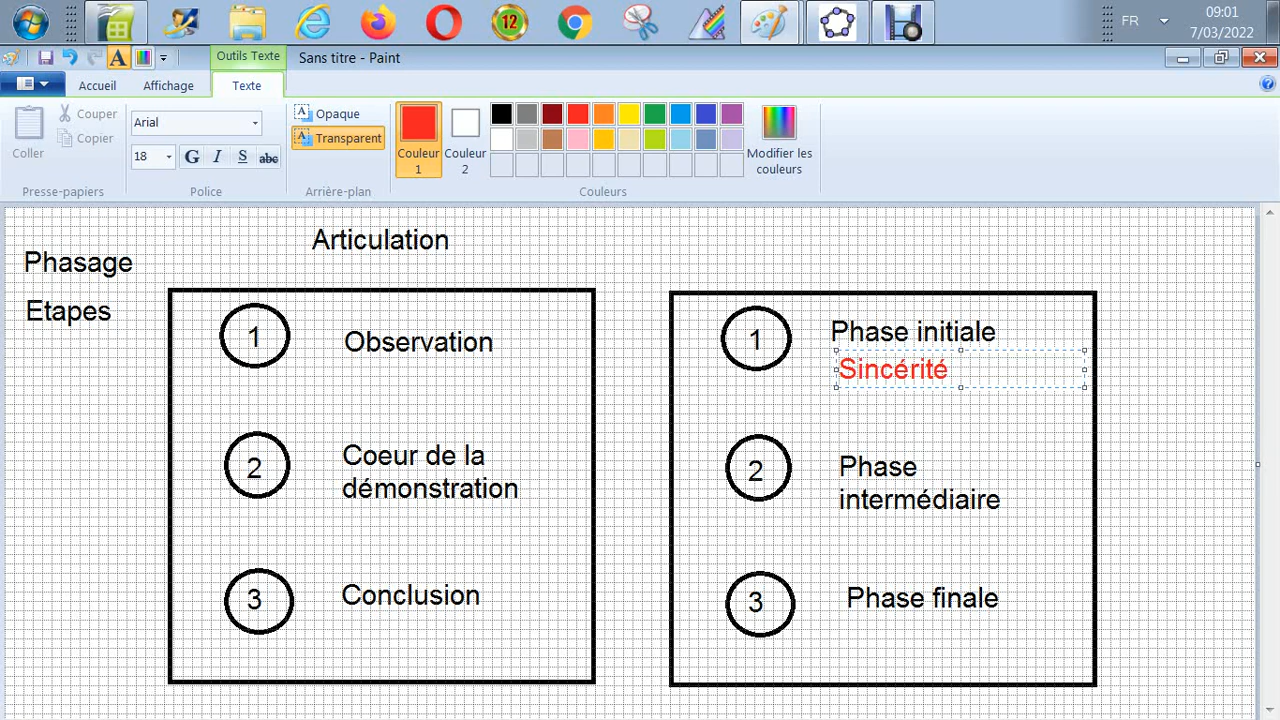 FR
09:01
7/03/2022
12
Outils Texte
Sans titre - Paint
Accueil
Affichage
Texte
Coller
Couper
Copier
Presse-papiers
Arial
18
G I S abc
Police
Opaque
Transparent
Arrière-plan
Couleur
1
Couleur
2
Modifier les
couleurs
Couleurs
Articulation
Phasage
Etapes
1
Observation
2
Coeur de la
démonstration
3
Conclusion
1
Phase initiale
Sincérité
2
Phase
intermédiaire
3
Phase finale